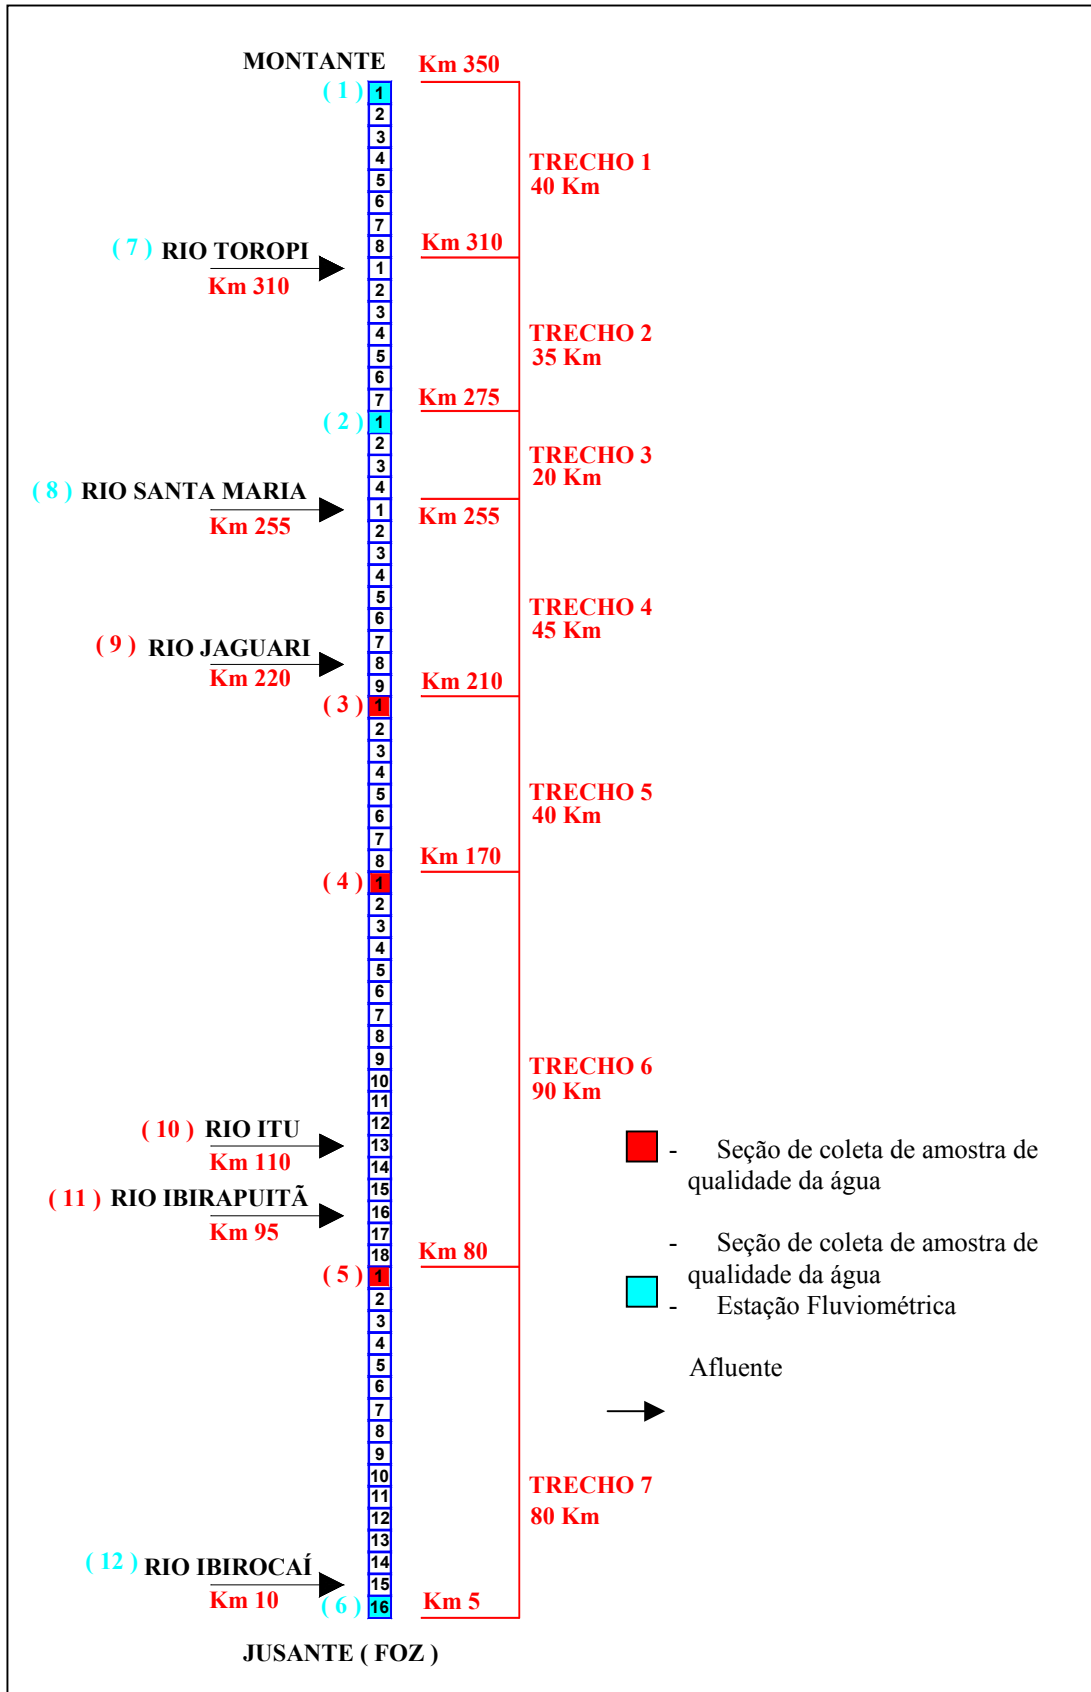 MONTANTE Km 350
( 1 ) 1
2
3
4
TRECHO 1
40 Km
5
6
7
8
Km 310
( 7 ) RIO TOROPI
Km 310
1
2
3
4
TRECHO 2
35 Km
5
6
7
Km 275
( 2 ) 1
2
3
TRECHO 3
20 Km
4
( 8 ) RIO SANTA MARIA
Km 255
1
Km 255
2
3
4
5
TRECHO 4
45 Km
6
7
( 9 ) RIO JAGUARI
Km 220
8
9
Km 210
( 3 ) 1
2
3
4
5
TRECHO 5
40 Km
6
7
8
Km 170
( 4 ) 1
2
3
4
5
6
7
8
9
TRECHO 6
90 Km
10
11
12
( 10 ) RIO ITU
Km 110
13
14
15
( 11 ) RIO IBIRAPUITÃ
Km 95
16
17
18
Km 80
( 5 ) 1
2
3
4
5
6
7
8
9
10
TRECHO 7
80 Km
11
12
13
14
( 12 ) RIO IBIROCAÍ
Km 10
15
( 6 ) 16
Km 5
JUSANTE ( FOZ )
- Seção de coleta de amostra de
qualidade da água
- Seção de coleta de amostra de
qualidade da água
- Estação Fluviométrica
Afluente